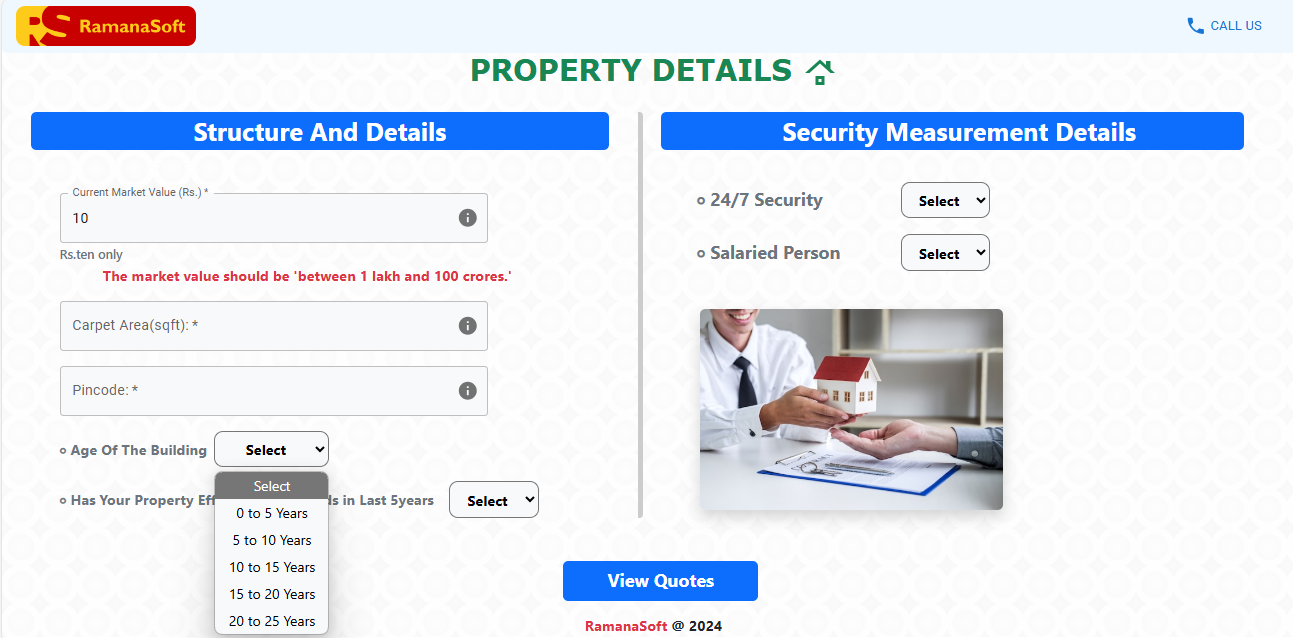 RS RamanaSoft
CALL US
PROPERTY DETAILS
Structure And Details
Current Market Value (Rs.) *
10
Rs.ten only
The market value should be 'between 1 lakh and 100 crores.'
Carpet Area(sqft): *
Pincode: *
Age Of The Building Select
Select
0 to 5 Years
5 to 10 Years
10 to 15 Years
15 to 20 Years
20 to 25 Years
Has Your Property in Last 5years Select
Security Measurement Details
24/7 Security Select
Salaried Person Select
View Quotes
RamanaSoft @ 2024